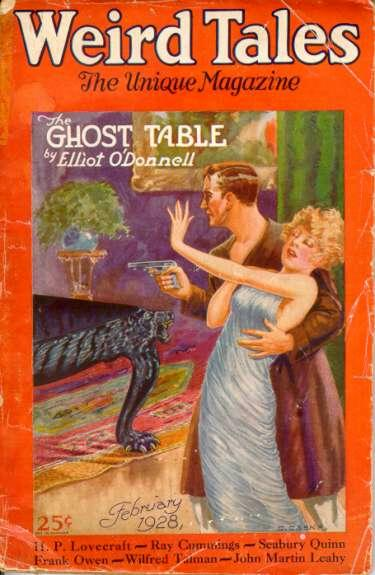 Weird Tales
The Unique Magazine
The
GHOST TABLE
by Elliot O'Donnell
25¢
February
1928
H. P. Lovecraft — Ray Cummings — Seabury Quinn
Frank Owen — Wilfred Talman — John Martin Leahy